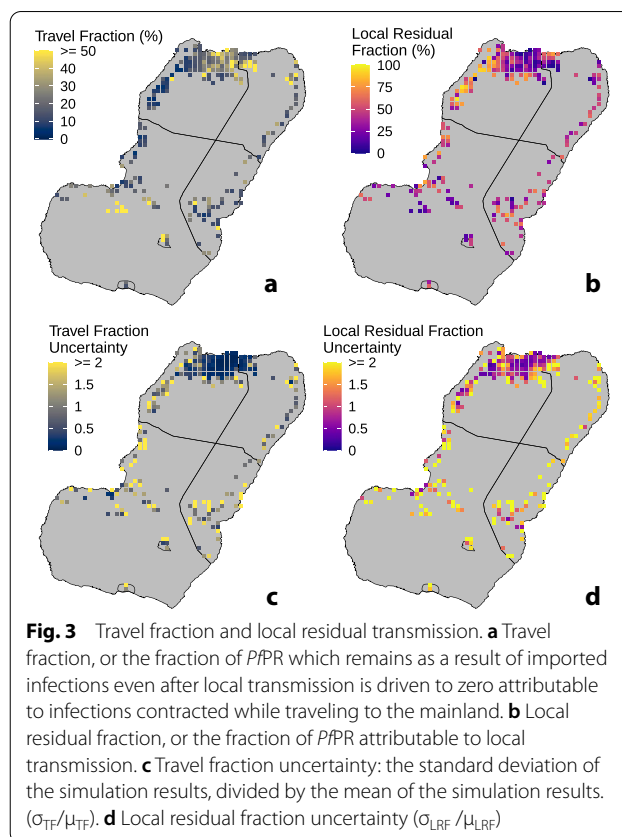 Travel Fraction (%)
>= 50
40
30
20
10
0
a
Local Residual
Fraction (%)
100
75
50
25
0
b
Travel Fraction
Uncertainty
>= 2
1.5
1
0.5
0
c
Local Residual Fraction
Uncertainty
>= 2
1.5
1
0.5
0
d
Fig. 3 Travel fraction and local residual transmission. a Travel
fraction, or the fraction of PfPR which remains as a result of imported
infections even after local transmission is driven to zero attributable
to infections contracted while traveling to the mainland. b Local
residual fraction, or the fraction of PfPR attributable to local
transmission. c Travel fraction uncertainty: the standard deviation of
the simulation results, divided by the mean of the simulation results.
(σTF/μTF). d Local residual fraction uncertainty (σLRF /μLRF)